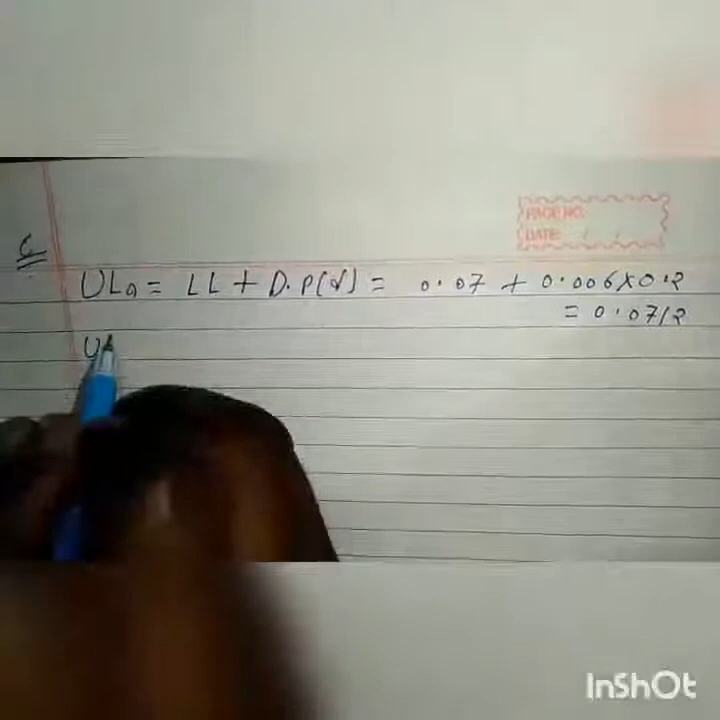 PAGE NO.
DATE: / /
C
ULa = LL + D.P(a) = 0.07 + 0.006 x 0.2
= 0.0712
U
InShOt